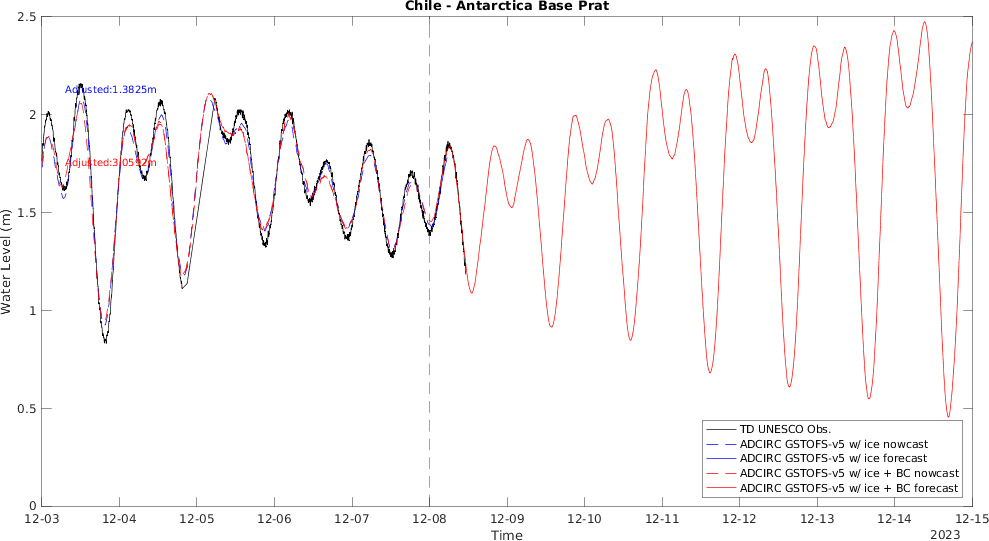 Chile - Antarctica Base Prat
2.5
2
1.5
1
0.5
0
Water Level (m)
Adjusted:1.3825m
Adjusted:3.0592m
TD UNESCO Obs.
ADCIRC GSTOFS-v5 w/ ice nowcast
ADCIRC GSTOFS-v5 w/ ice forecast
ADCIRC GSTOFS-v5 w/ ice + BC nowcast
ADCIRC GSTOFS-v5 w/ ice + BC forecast
12-03 12-04 12-05 12-06 12-07 12-08 12-09 12-10 12-11 12-12 12-13 12-14 12-15
Time
2023